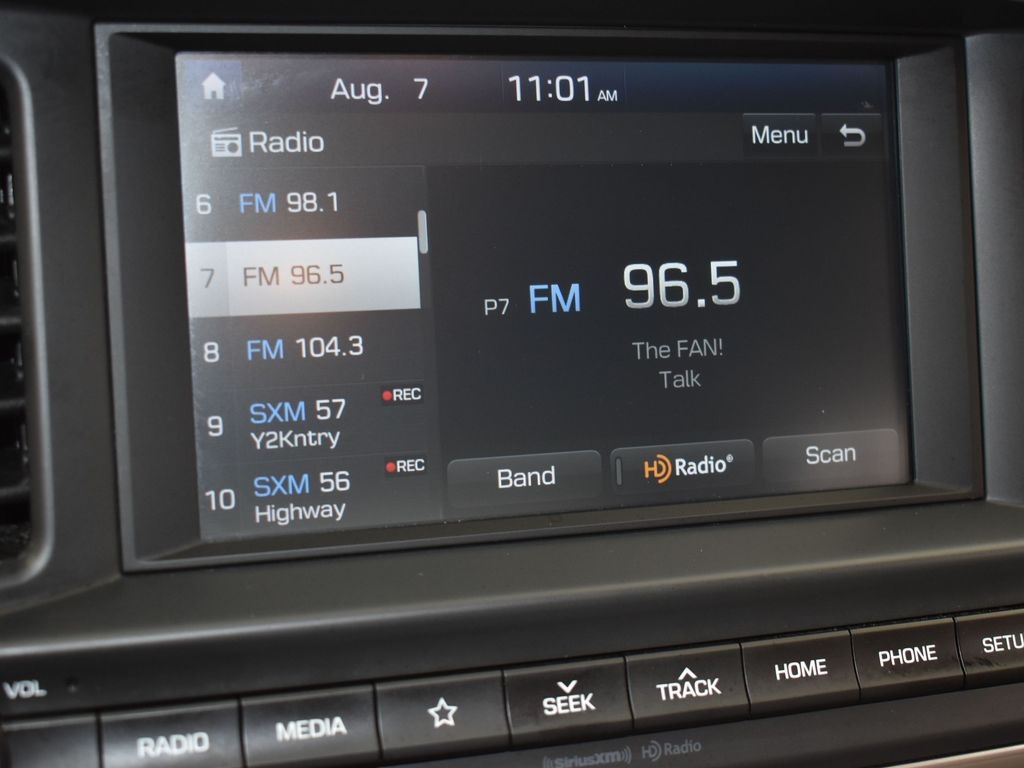 Aug. 7 11:01 AM
Radio
Menu
6 FM 98.1
7 FM 96.5
8 FM 104.3
9 SXM 57 REC
Y2Kntry
10 SXM 56 REC
Highway
P7 FM 96.5
The FAN!
Talk
Band
HD Radio®
Scan
VOL
RADIO
MEDIA
SEEK
TRACK
HOME
PHONE
SETU
((SiriusXM)) HD Radio